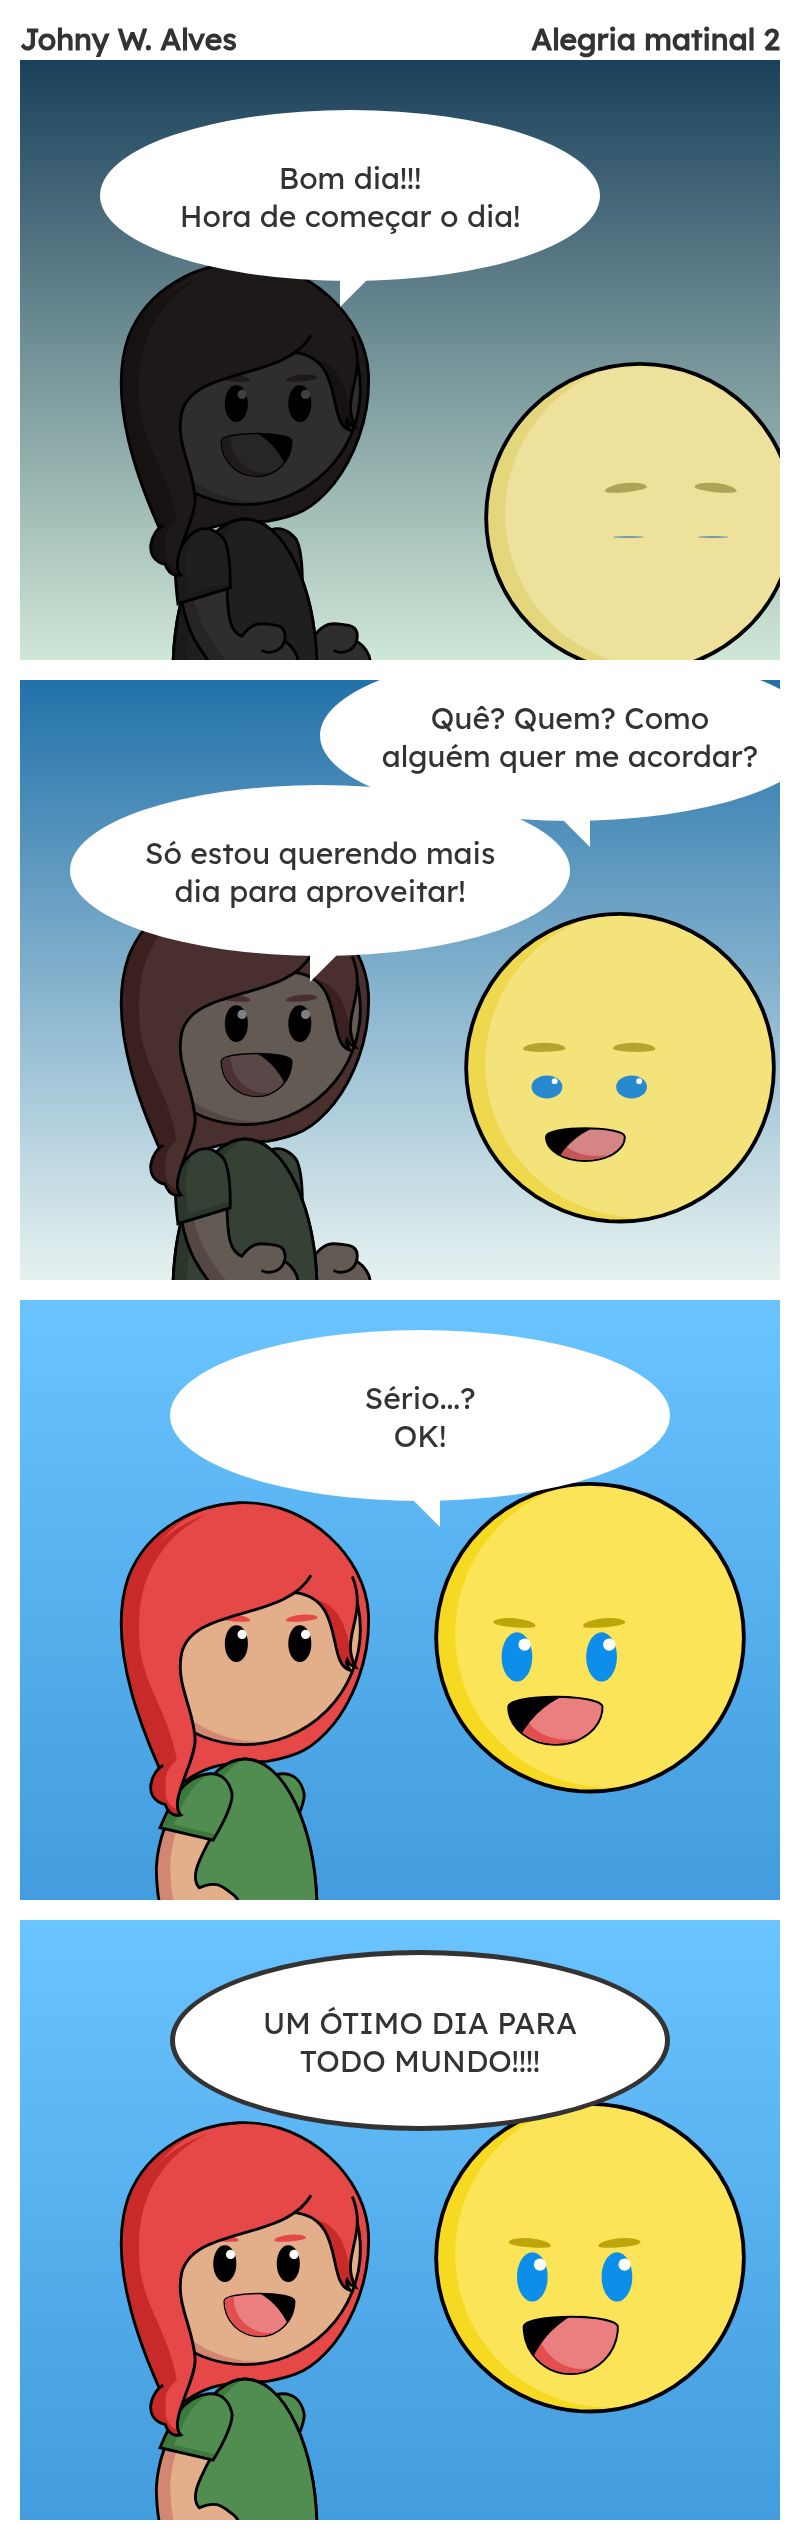 Johny W. Alves
Alegria matinal 2
Bom dia!!!
Hora de começar o dia!
Quê? Quem? Como
alguém quer me acordar?
Só estou querendo mais
dia para aproveitar!
Sério...?
OK!
UM ÓTIMO DIA PARA
TODO MUNDO!!!!